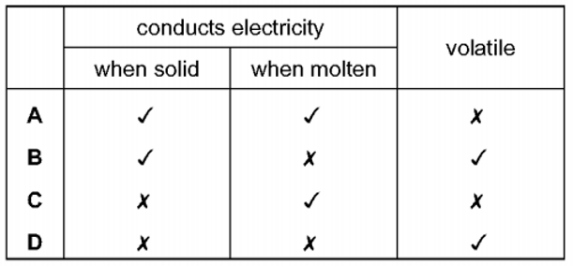 conducts electricity
volatile
when solid when molten
A ✓ ✓ ✗
B ✓ ✗ ✓
C ✗ ✓ ✗
D ✗ ✗ ✓